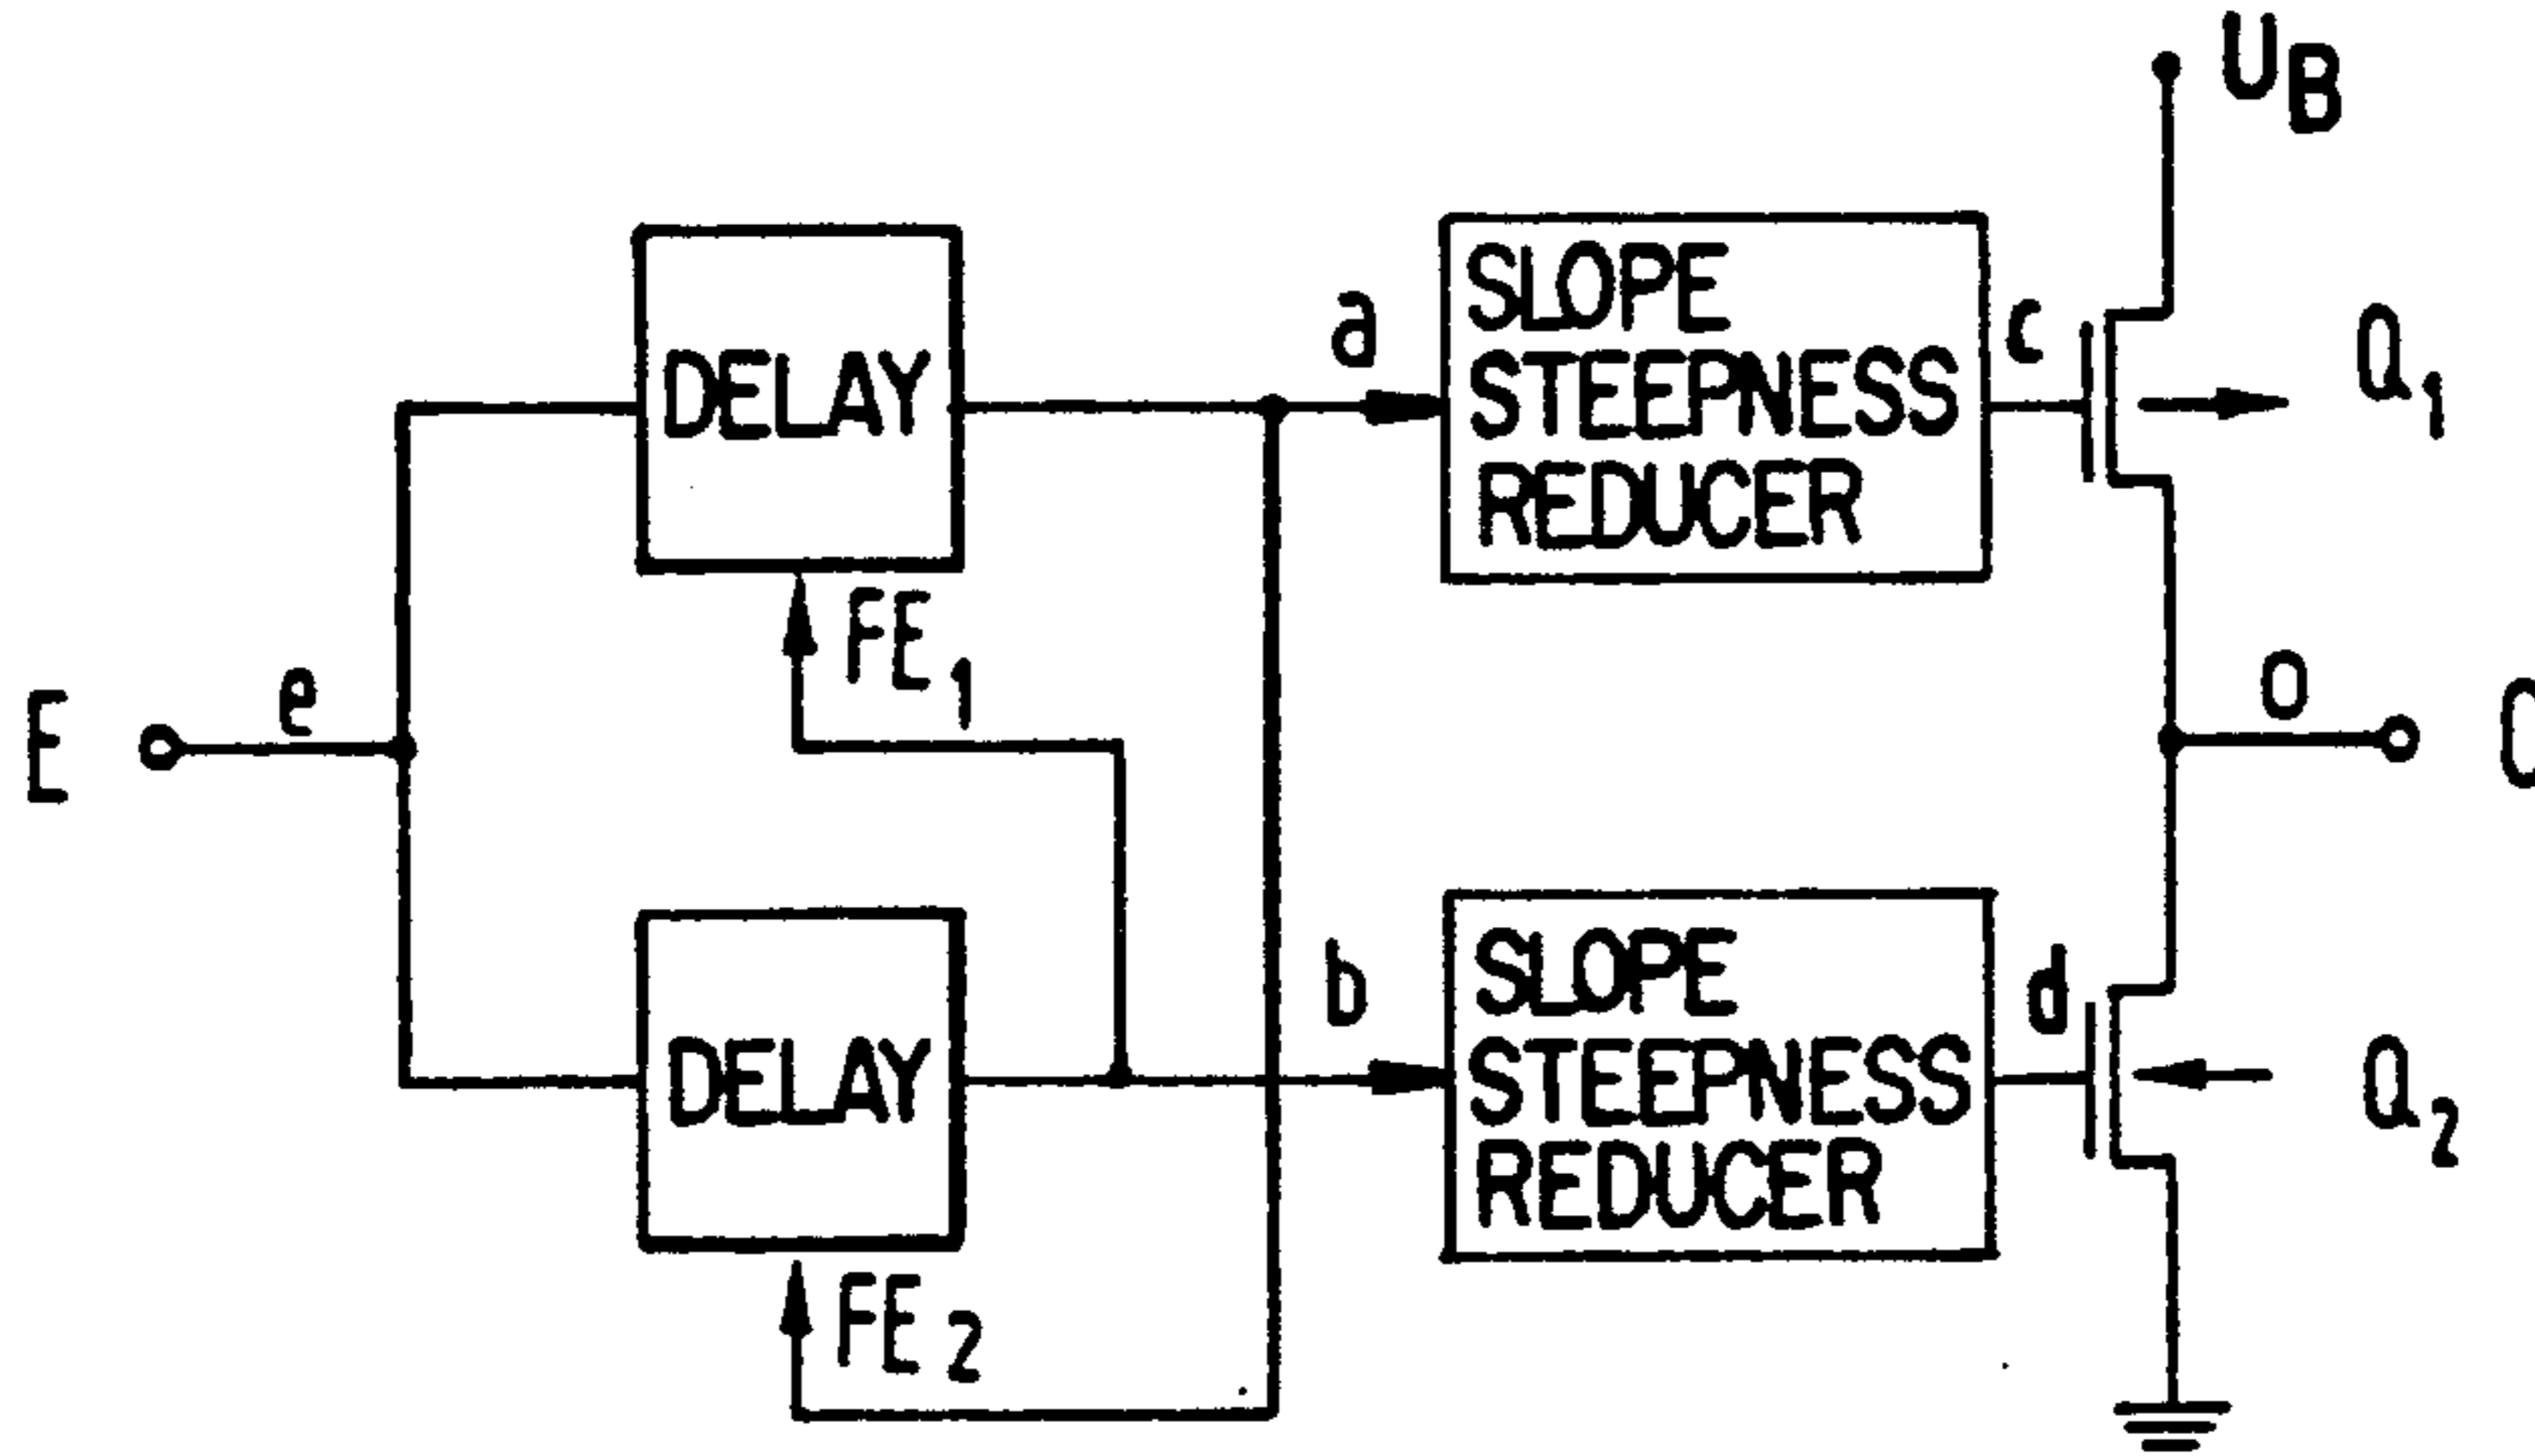 U_B
SLOPE
STEEPNESS
REDUCER
DELAY
a
c
Q_1
FE_1
E
e
o
O
SLOPE
STEEPNESS
REDUCER
DELAY
b
d
Q_2
FE_2